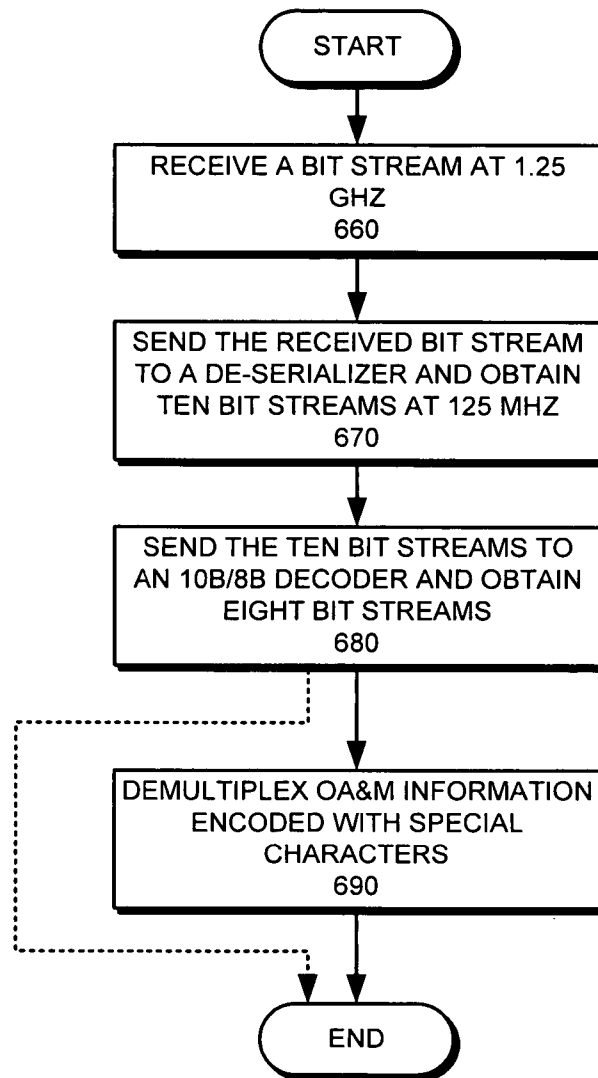 START
RECEIVE A BIT STREAM AT 1.25
GHZ
660
SEND THE RECEIVED BIT STREAM
TO A DE-SERIALIZER AND OBTAIN
TEN BIT STREAMS AT 125 MHZ
670
SEND THE TEN BIT STREAMS TO
AN 10B/8B DECODER AND OBTAIN
EIGHT BIT STREAMS
680
DEMULTIPLEX OA&M INFORMATION
ENCODED WITH SPECIAL
CHARACTERS
690
END